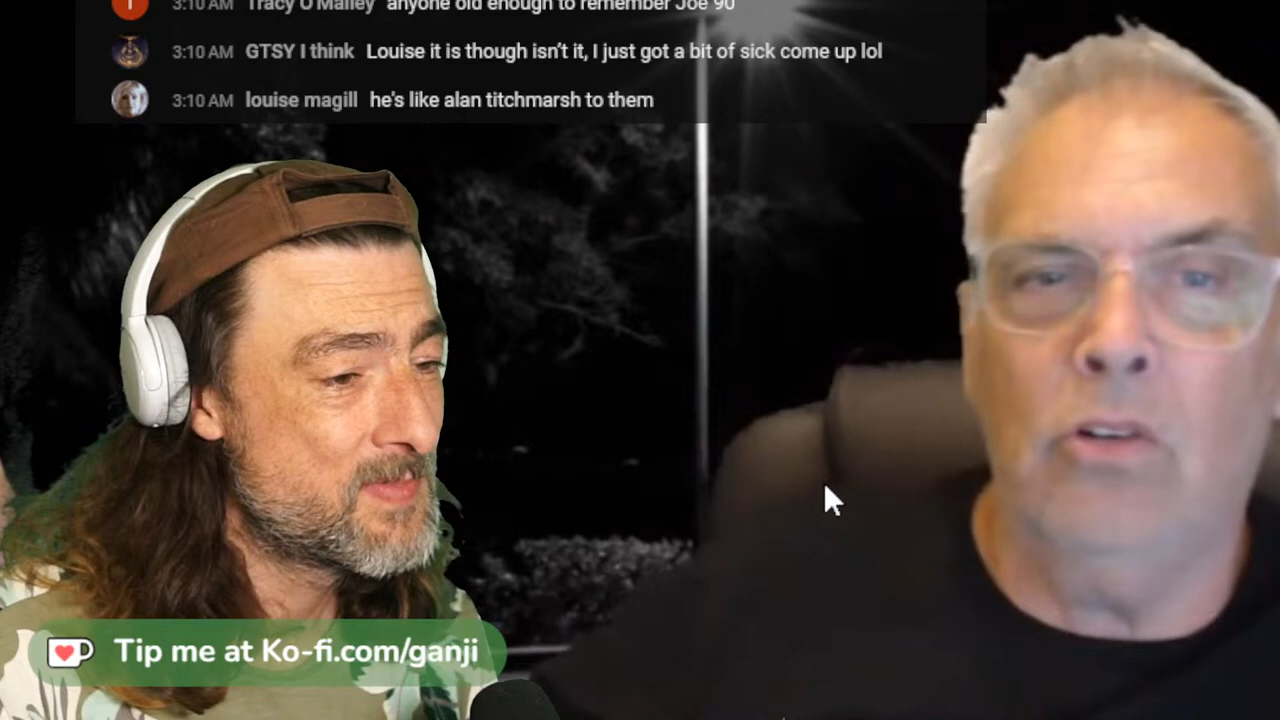 3:10 AM Tracy O'Malley anyone old enough to remember Joe 90
3:10 AM GTSY I think Louise it is though isn't it, I just got a bit of sick come up lol
3:10 AM louise magill he's like alan titchmarsh to them
Tip me at Ko-fi.com/ganji